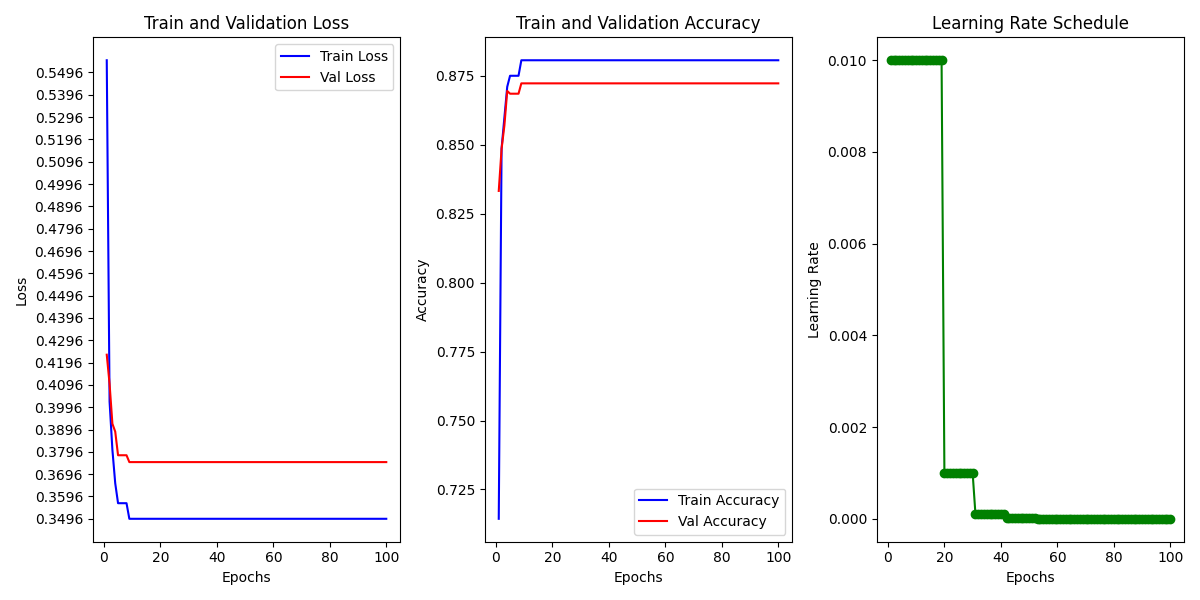 Train and Validation Loss
Train Loss
Val Loss
0.5496
0.5396
0.5296
0.5196
0.5096
0.4996
0.4896
0.4796
0.4696
0.4596
0.4496
0.4396
0.4296
0.4196
0.4096
0.3996
0.3896
0.3796
0.3696
0.3596
0.3496
Loss
0 20 40 60 80 100
Epochs
Train and Validation Accuracy
0.875
0.850
0.825
0.800
0.775
0.750
0.725
Accuracy
Train Accuracy
Val Accuracy
0 20 40 60 80 100
Epochs
Learning Rate Schedule
0.010
0.008
0.006
0.004
0.002
0.000
Learning Rate
0 20 40 60 80 100
Epochs